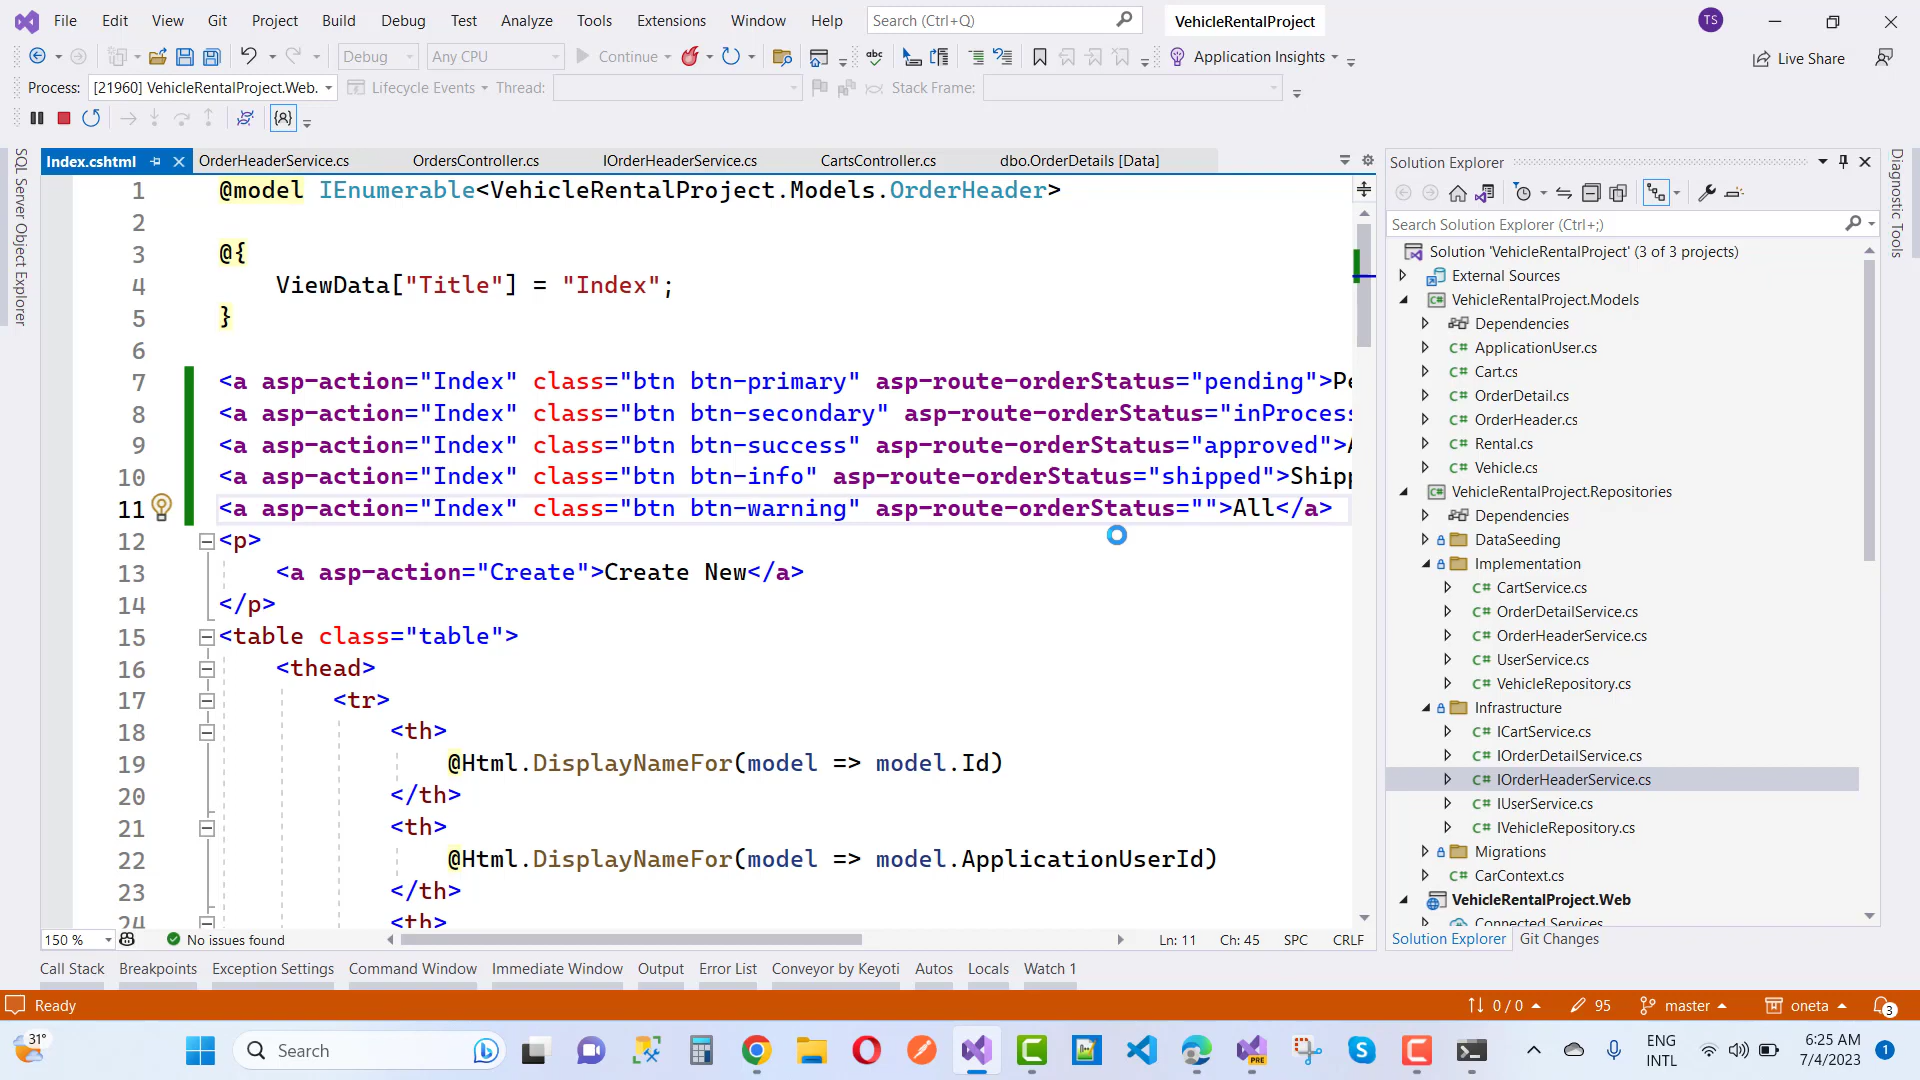 File Edit View Git Project Build Debug Test Analyze Tools Extensions Window Help Search (Ctrl+Q) VehicleRentalProject TS
Debug Any CPU Continue Application Insights Live Share
Process: [21960] VehicleRentalProject.Web. Lifecycle Events Thread: Stack Frame:
SQL Server Object Explorer
Index.cshtml OrderHeaderService.cs OrdersController.cs IOrderHeaderService.cs CartsController.cs dbo.OrderDetails [Data]
1 @model IEnumerable<VehicleRentalProject.Models.OrderHeader>
2
3 @{
4 ViewData["Title"] = "Index";
5 }
6
7 <a asp-action="Index" class="btn btn-primary" asp-route-orderStatus="pending">Pe
8 <a asp-action="Index" class="btn btn-secondary" asp-route-orderStatus="inProcess
9 <a asp-action="Index" class="btn btn-success" asp-route-orderStatus="approved">A
10 <a asp-action="Index" class="btn btn-info" asp-route-orderStatus="shipped">Shipp
11 <a asp-action="Index" class="btn btn-warning" asp-route-orderStatus="">All</a>
12 <p>
13 <a asp-action="Create">Create New</a>
14 </p>
15 <table class="table">
16 <thead>
17 <tr>
18 <th>
19 @Html.DisplayNameFor(model => model.Id)
20 </th>
21 <th>
22 @Html.DisplayNameFor(model => model.ApplicationUserId)
23 </th>
24 <th>
150 % No issues found Ln: 11 Ch: 45 SPC CRLF
Solution Explorer
Search Solution Explorer (Ctrl+;)
Solution 'VehicleRentalProject' (3 of 3 projects)
External Sources
VehicleRentalProject.Models
Dependencies
C# ApplicationUser.cs
C# Cart.cs
C# OrderDetail.cs
C# OrderHeader.cs
C# Rental.cs
C# Vehicle.cs
VehicleRentalProject.Repositories
Dependencies
DataSeeding
Implementation
C# CartService.cs
C# OrderDetailService.cs
C# OrderHeaderService.cs
C# UserService.cs
C# VehicleRepository.cs
Infrastructure
C# ICartService.cs
C# IOrderDetailService.cs
C# IOrderHeaderService.cs
C# IUserService.cs
C# IVehicleRepository.cs
Migrations
C# CarContext.cs
VehicleRentalProject.Web
Connected Services
Solution Explorer Git Changes
Diagnostic Tools
Call Stack Breakpoints Exception Settings Command Window Immediate Window Output Error List Conveyor by Keyoti Autos Locals Watch 1
Ready 0 / 0 95 master oneta 3
31° Search PRE ENG INTL 6:25 AM 7/4/2023 1